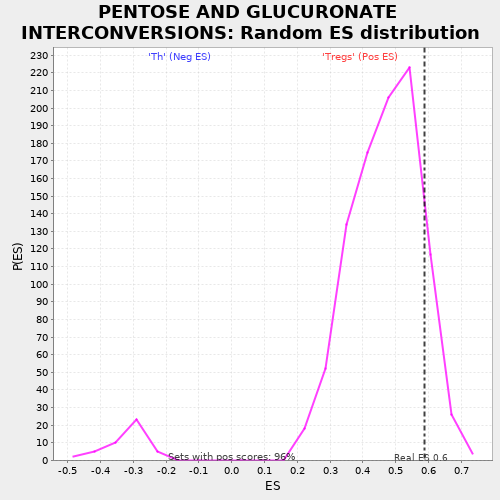 PENTOSE AND GLUCURONATE
INTERCONVERSIONS: Random ES distribution
'Th' (Neg ES)
'Tregs' (Pos ES)
230
220
210
200
190
180
170
160
150
140
130
120
110
100
90
80
70
60
50
40
30
20
10
0
P(ES)
Sets with pos scores: 96%
Real ES 0.6
-0.5 -0.4 -0.3 -0.2 -0.1 0.0 0.1 0.2 0.3 0.4 0.5 0.6 0.7
ES